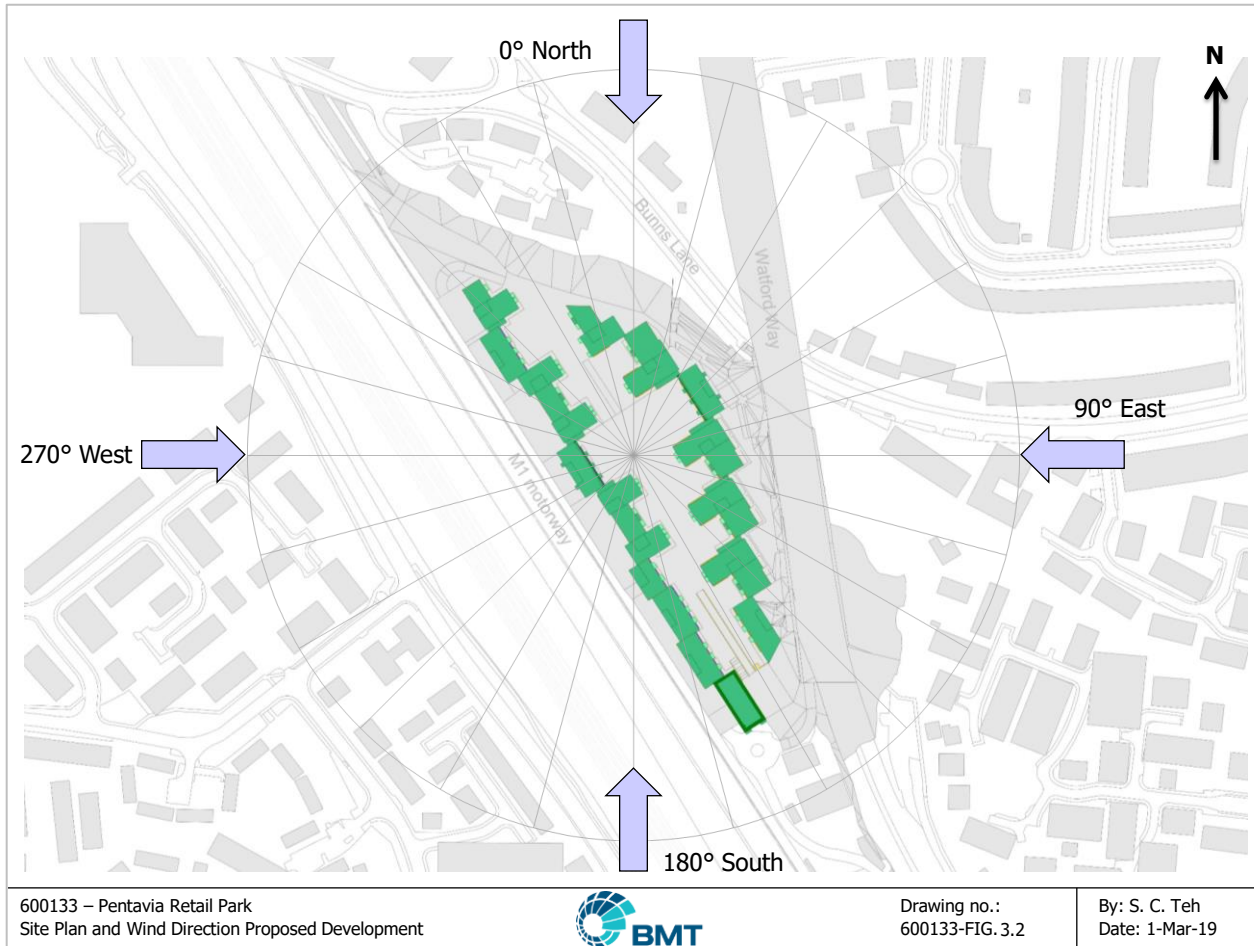 0° North
N
Bunns Lane
Watford Way
90° East
270° West
M1 motorway
180° South
600133 – Pentavia Retail Park
Site Plan and Wind Direction Proposed Development
BMT
Drawing no.:
600133-FIG. 3.2
By: S. C. Teh
Date: 1-Mar-19